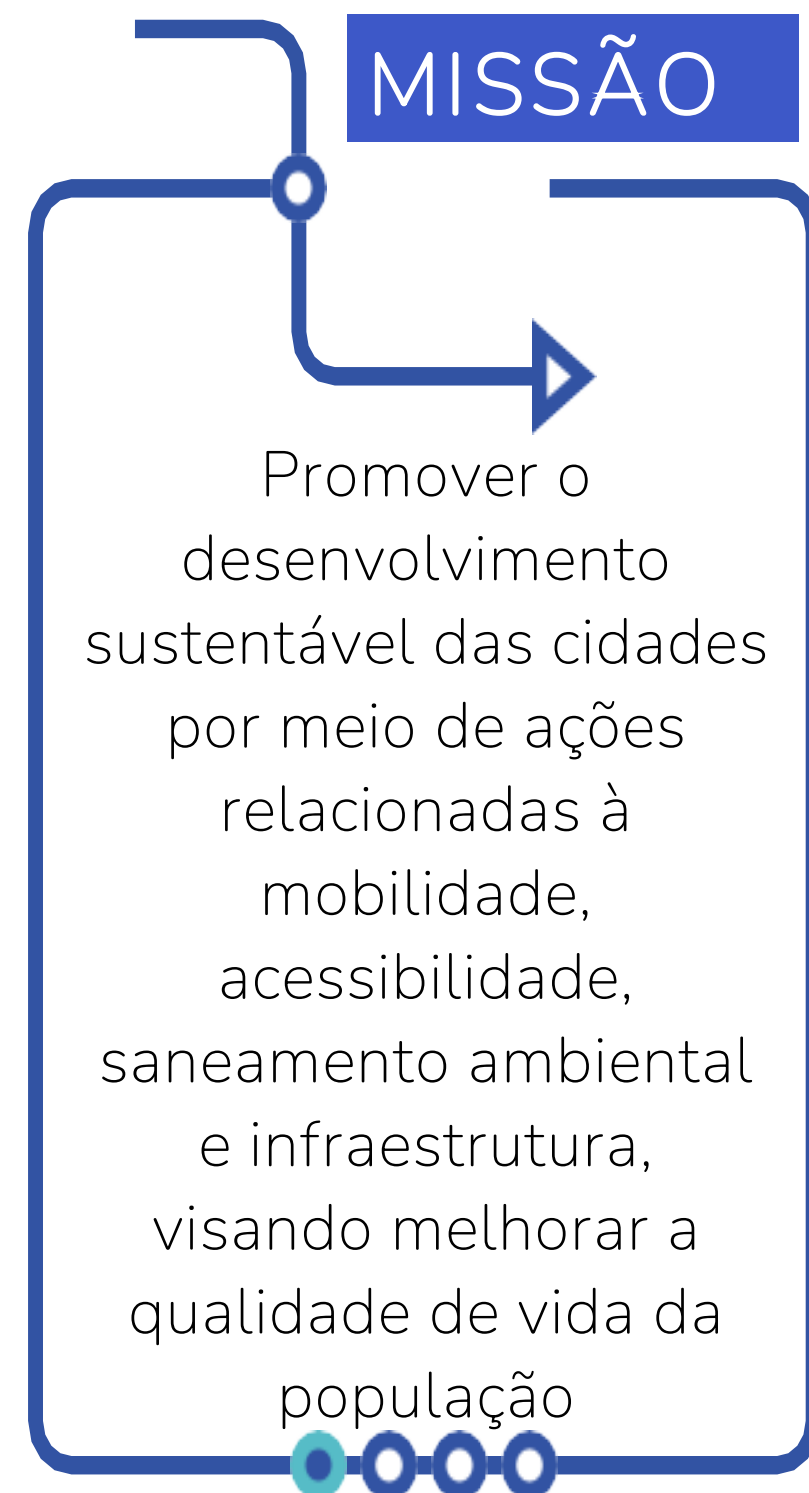 MISSÃO
Promover o
desenvolvimento
sustentável das cidades
por meio de ações
relacionadas à
mobilidade,
acessibilidade,
saneamento ambiental
e infraestrutura,
visando melhorar a
qualidade de vida da
população